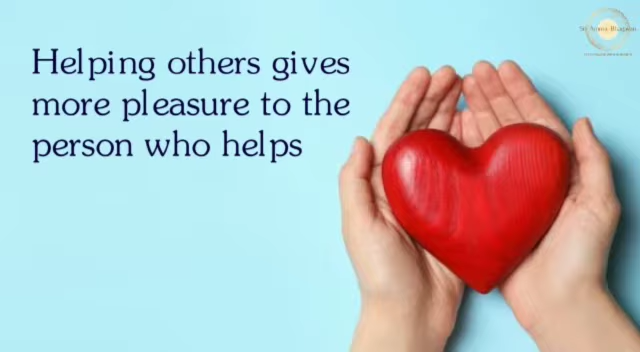 Helping others gives
more pleasure to the
person who helps